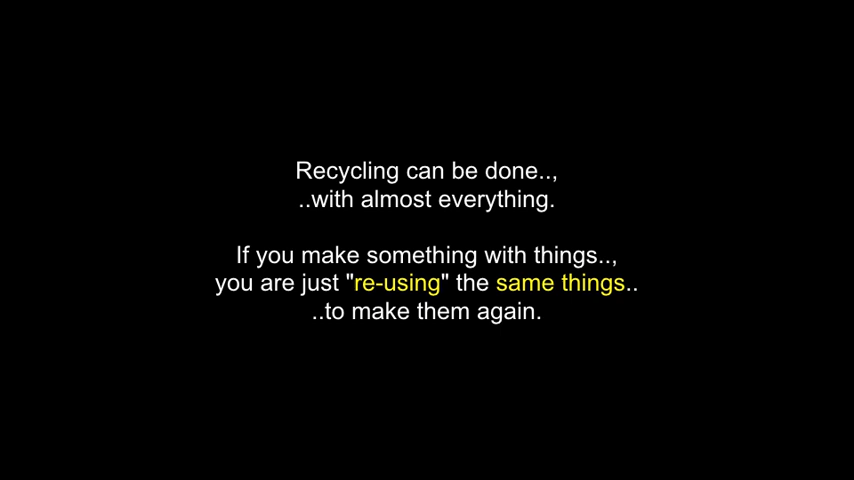 Recycling can be done..,
..with almost everything.
If you make something with things..,
you are just "re-using" the same things..
..to make them again.